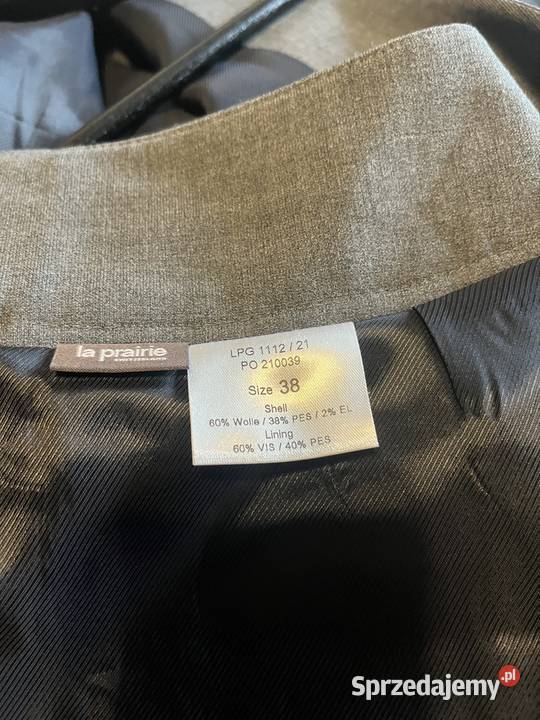 la prairie
SWITZERLAND
LPG 1112 / 21
PO 210039
Size 38
Shell
60% Wolle / 38% PES / 2% EL
Lining
60% VIS / 40% PES
Sprzedajemy.pl